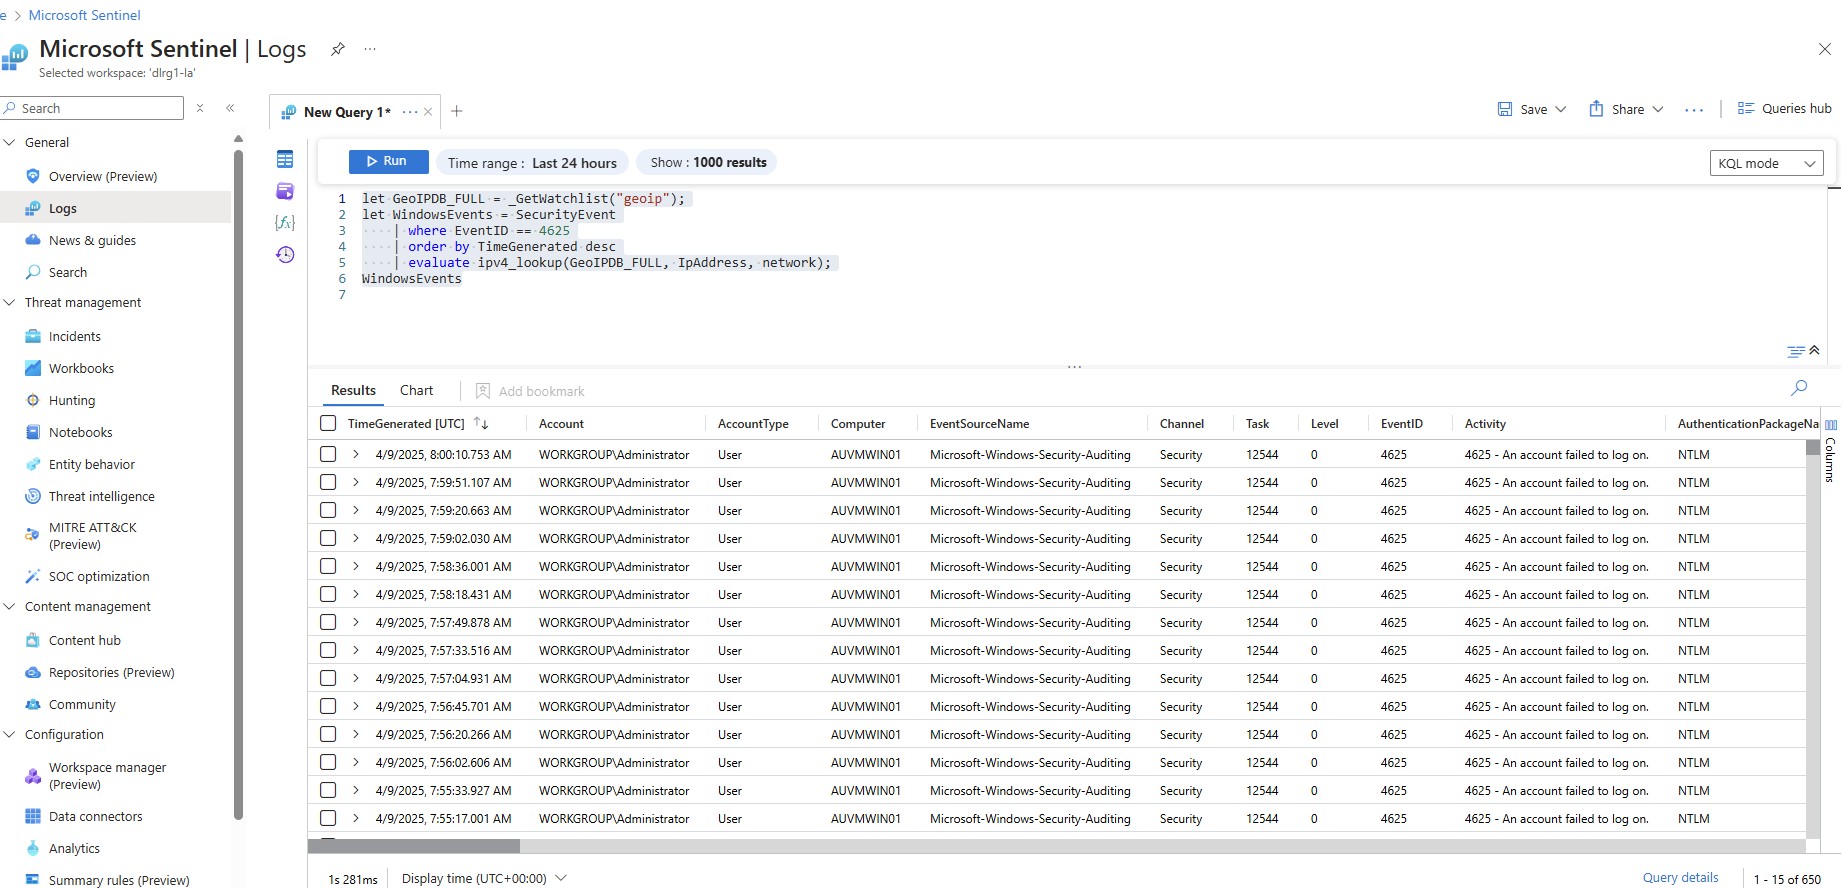 e > Microsoft Sentinel
Microsoft Sentinel | Logs
...
Selected workspace: 'dlrg1-la'
Search
General
Overview (Preview)
Logs
News & guides
Search
Threat management
Incidents
Workbooks
Hunting
Notebooks
Entity behavior
Threat intelligence
MITRE ATT&CK
(Preview)
SOC optimization
Content management
Content hub
Repositories (Preview)
Community
Configuration
Workspace manager
(Preview)
Data connectors
Analytics
Summary rules (Preview)
New Query 1*
Save
Share
Queries hub
Run
Time range : Last 24 hours
Show : 1000 results
KQL mode
1 let GeoIPDB_FULL = _GetWatchlist("geoip");
2 let WindowsEvents = SecurityEvent
3 | where EventID == 4625
4 | order by TimeGenerated desc
5 | evaluate ipv4_lookup(GeoIPDB_FULL, IpAddress, network);
6 WindowsEvents
7
Results Chart Add bookmark
TimeGenerated [UTC] Account AccountType Computer EventSourceName Channel Task Level EventID Activity AuthenticationPackageNa
4/9/2025, 8:00:10.753 AM WORKGROUP\Administrator User AUVMWIN01 Microsoft-Windows-Security-Auditing Security 12544 0 4625 4625 - An account failed to log on. NTLM
4/9/2025, 7:59:51.107 AM WORKGROUP\Administrator User AUVMWIN01 Microsoft-Windows-Security-Auditing Security 12544 0 4625 4625 - An account failed to log on. NTLM
4/9/2025, 7:59:20.663 AM WORKGROUP\Administrator User AUVMWIN01 Microsoft-Windows-Security-Auditing Security 12544 0 4625 4625 - An account failed to log on. NTLM
4/9/2025, 7:59:02.030 AM WORKGROUP\Administrator User AUVMWIN01 Microsoft-Windows-Security-Auditing Security 12544 0 4625 4625 - An account failed to log on. NTLM
4/9/2025, 7:58:36.001 AM WORKGROUP\Administrator User AUVMWIN01 Microsoft-Windows-Security-Auditing Security 12544 0 4625 4625 - An account failed to log on. NTLM
4/9/2025, 7:58:18.431 AM WORKGROUP\Administrator User AUVMWIN01 Microsoft-Windows-Security-Auditing Security 12544 0 4625 4625 - An account failed to log on. NTLM
4/9/2025, 7:57:49.878 AM WORKGROUP\Administrator User AUVMWIN01 Microsoft-Windows-Security-Auditing Security 12544 0 4625 4625 - An account failed to log on. NTLM
4/9/2025, 7:57:33.516 AM WORKGROUP\Administrator User AUVMWIN01 Microsoft-Windows-Security-Auditing Security 12544 0 4625 4625 - An account failed to log on. NTLM
4/9/2025, 7:57:04.931 AM WORKGROUP\Administrator User AUVMWIN01 Microsoft-Windows-Security-Auditing Security 12544 0 4625 4625 - An account failed to log on. NTLM
4/9/2025, 7:56:45.701 AM WORKGROUP\Administrator User AUVMWIN01 Microsoft-Windows-Security-Auditing Security 12544 0 4625 4625 - An account failed to log on. NTLM
4/9/2025, 7:56:20.266 AM WORKGROUP\Administrator User AUVMWIN01 Microsoft-Windows-Security-Auditing Security 12544 0 4625 4625 - An account failed to log on. NTLM
4/9/2025, 7:56:02.606 AM WORKGROUP\Administrator User AUVMWIN01 Microsoft-Windows-Security-Auditing Security 12544 0 4625 4625 - An account failed to log on. NTLM
4/9/2025, 7:55:33.927 AM WORKGROUP\Administrator User AUVMWIN01 Microsoft-Windows-Security-Auditing Security 12544 0 4625 4625 - An account failed to log on. NTLM
4/9/2025, 7:55:17.001 AM WORKGROUP\Administrator User AUVMWIN01 Microsoft-Windows-Security-Auditing Security 12544 0 4625 4625 - An account failed to log on. NTLM
Columns
1s 281ms Display time (UTC+00:00) Query details 1 - 15 of 650